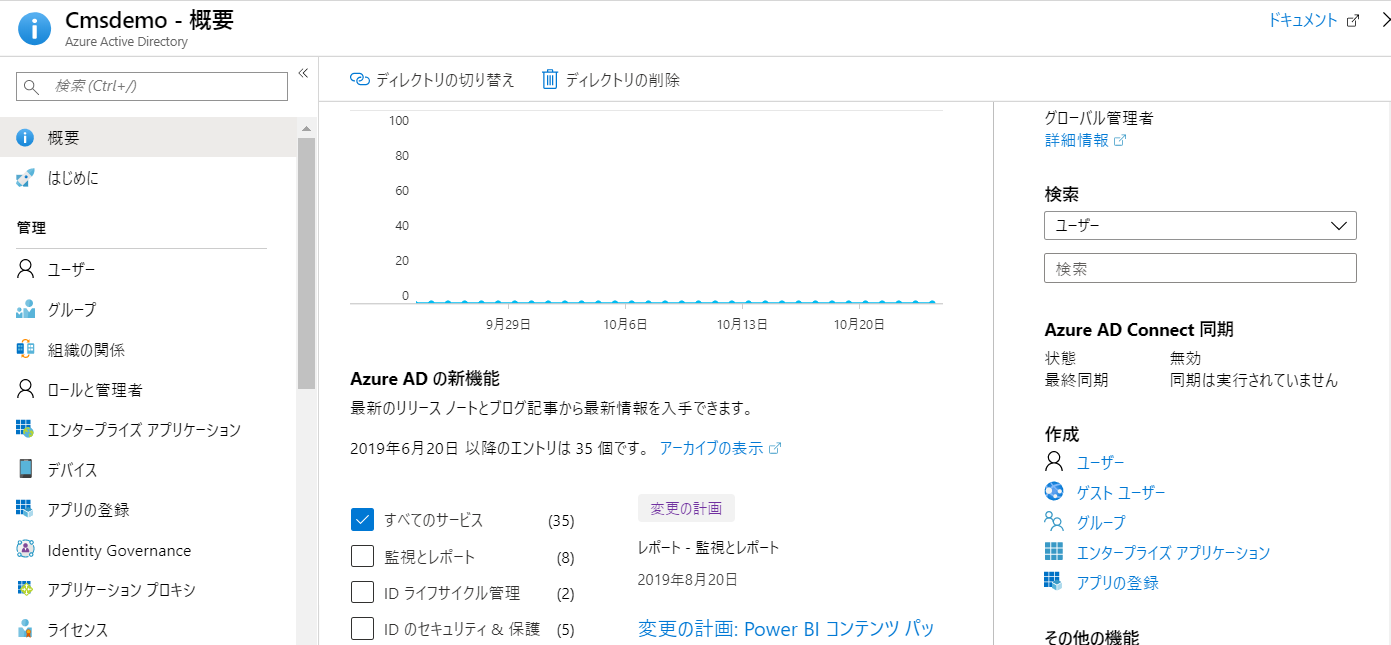 Cmsdemo - 概要
Azure Active Directory
ドキュメント
検索 (Ctrl+/)
概要
はじめに
管理
ユーザー
グループ
組織の関係
ロールと管理者
エンタープライズ アプリケーション
デバイス
アプリの登録
Identity Governance
アプリケーション プロキシ
ライセンス
ディレクトリの切り替え
ディレクトリの削除
100
80
60
40
20
0
9月29日
10月6日
10月13日
10月20日
Azure AD の新機能
最新のリリース ノートとブログ記事から最新情報を入手できます。
2019年6月20日 以降のエントリは 35 個です。 アーカイブの表示
すべてのサービス (35)
監視とレポート (8)
ID ライフサイクル管理 (2)
ID のセキュリティ & 保護 (5)
変更の計画
レポート - 監視とレポート
2019年8月20日
変更の計画: Power BI コンテンツ パッ
グローバル管理者
詳細情報
検索
ユーザー
検索
Azure AD Connect 同期
状態 無効
最終同期 同期は実行されていません
作成
ユーザー
ゲスト ユーザー
グループ
エンタープライズ アプリケーション
アプリの登録
その他の機能